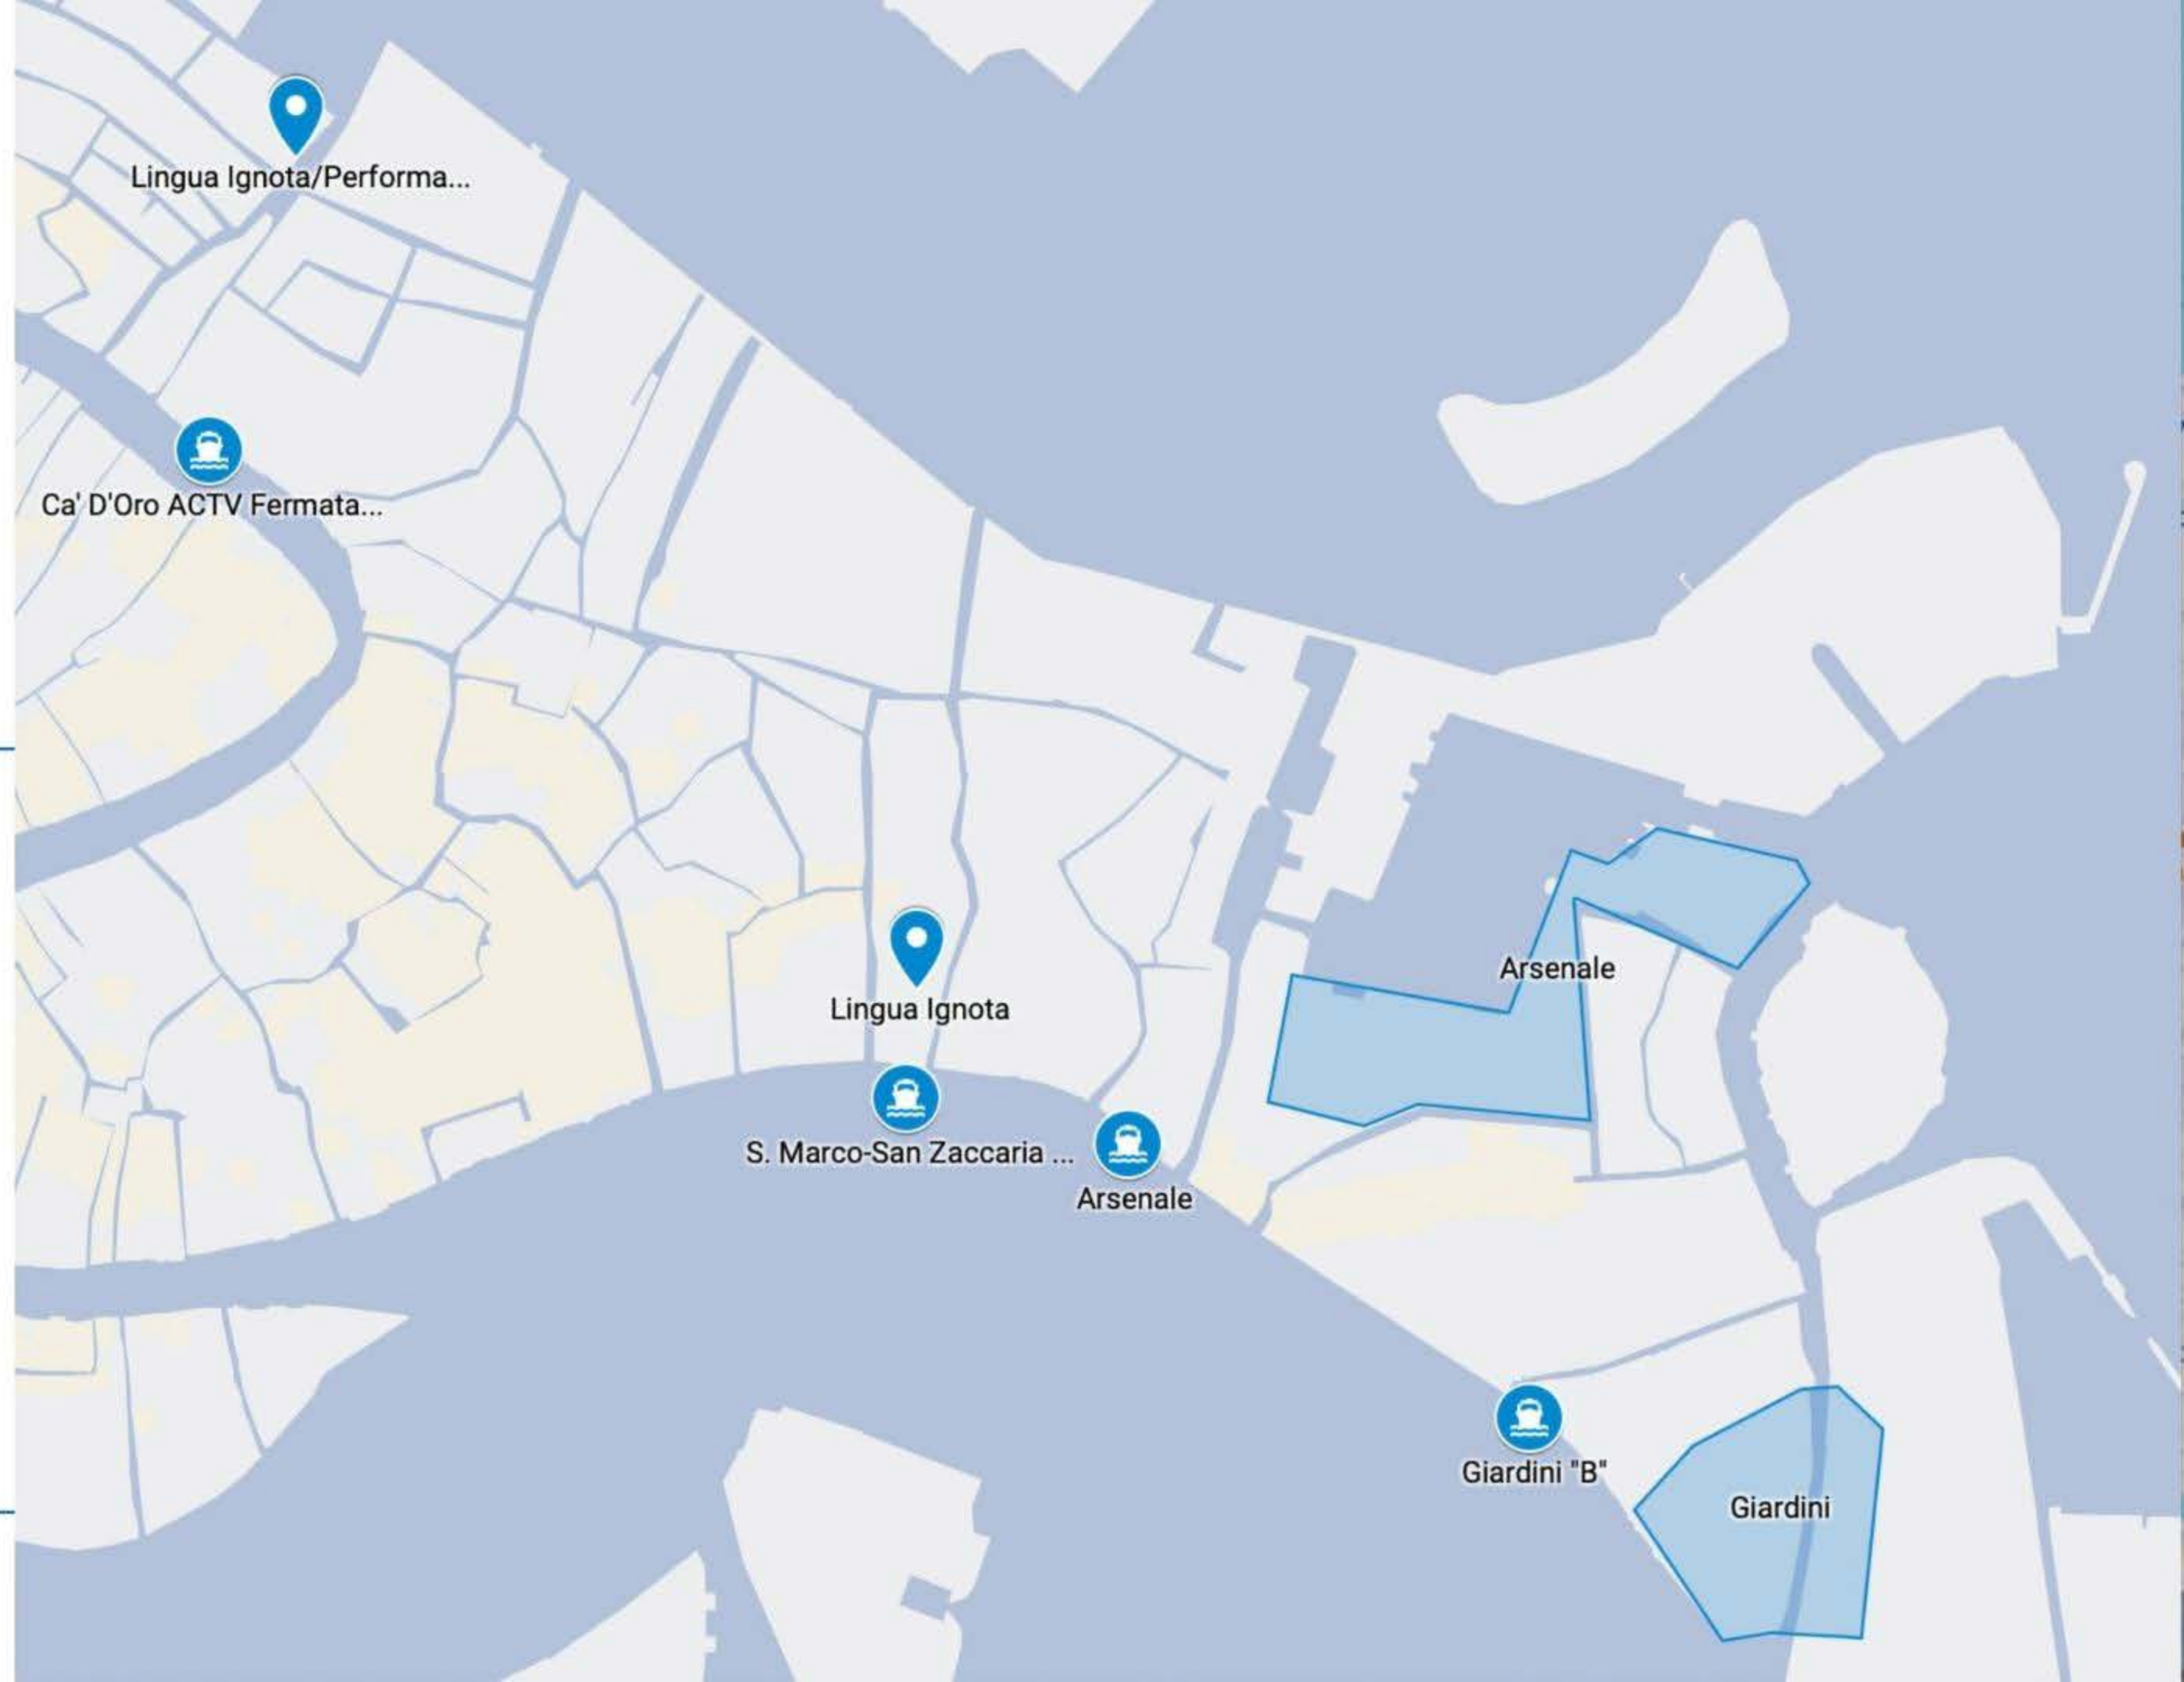 Lingua Ignota/Performa...
Ca' D'Oro ACTV Fermata...
Arsenale
Lingua Ignota
S. Marco-San Zaccaria ...
Arsenale
Giardini "B"
Giardini